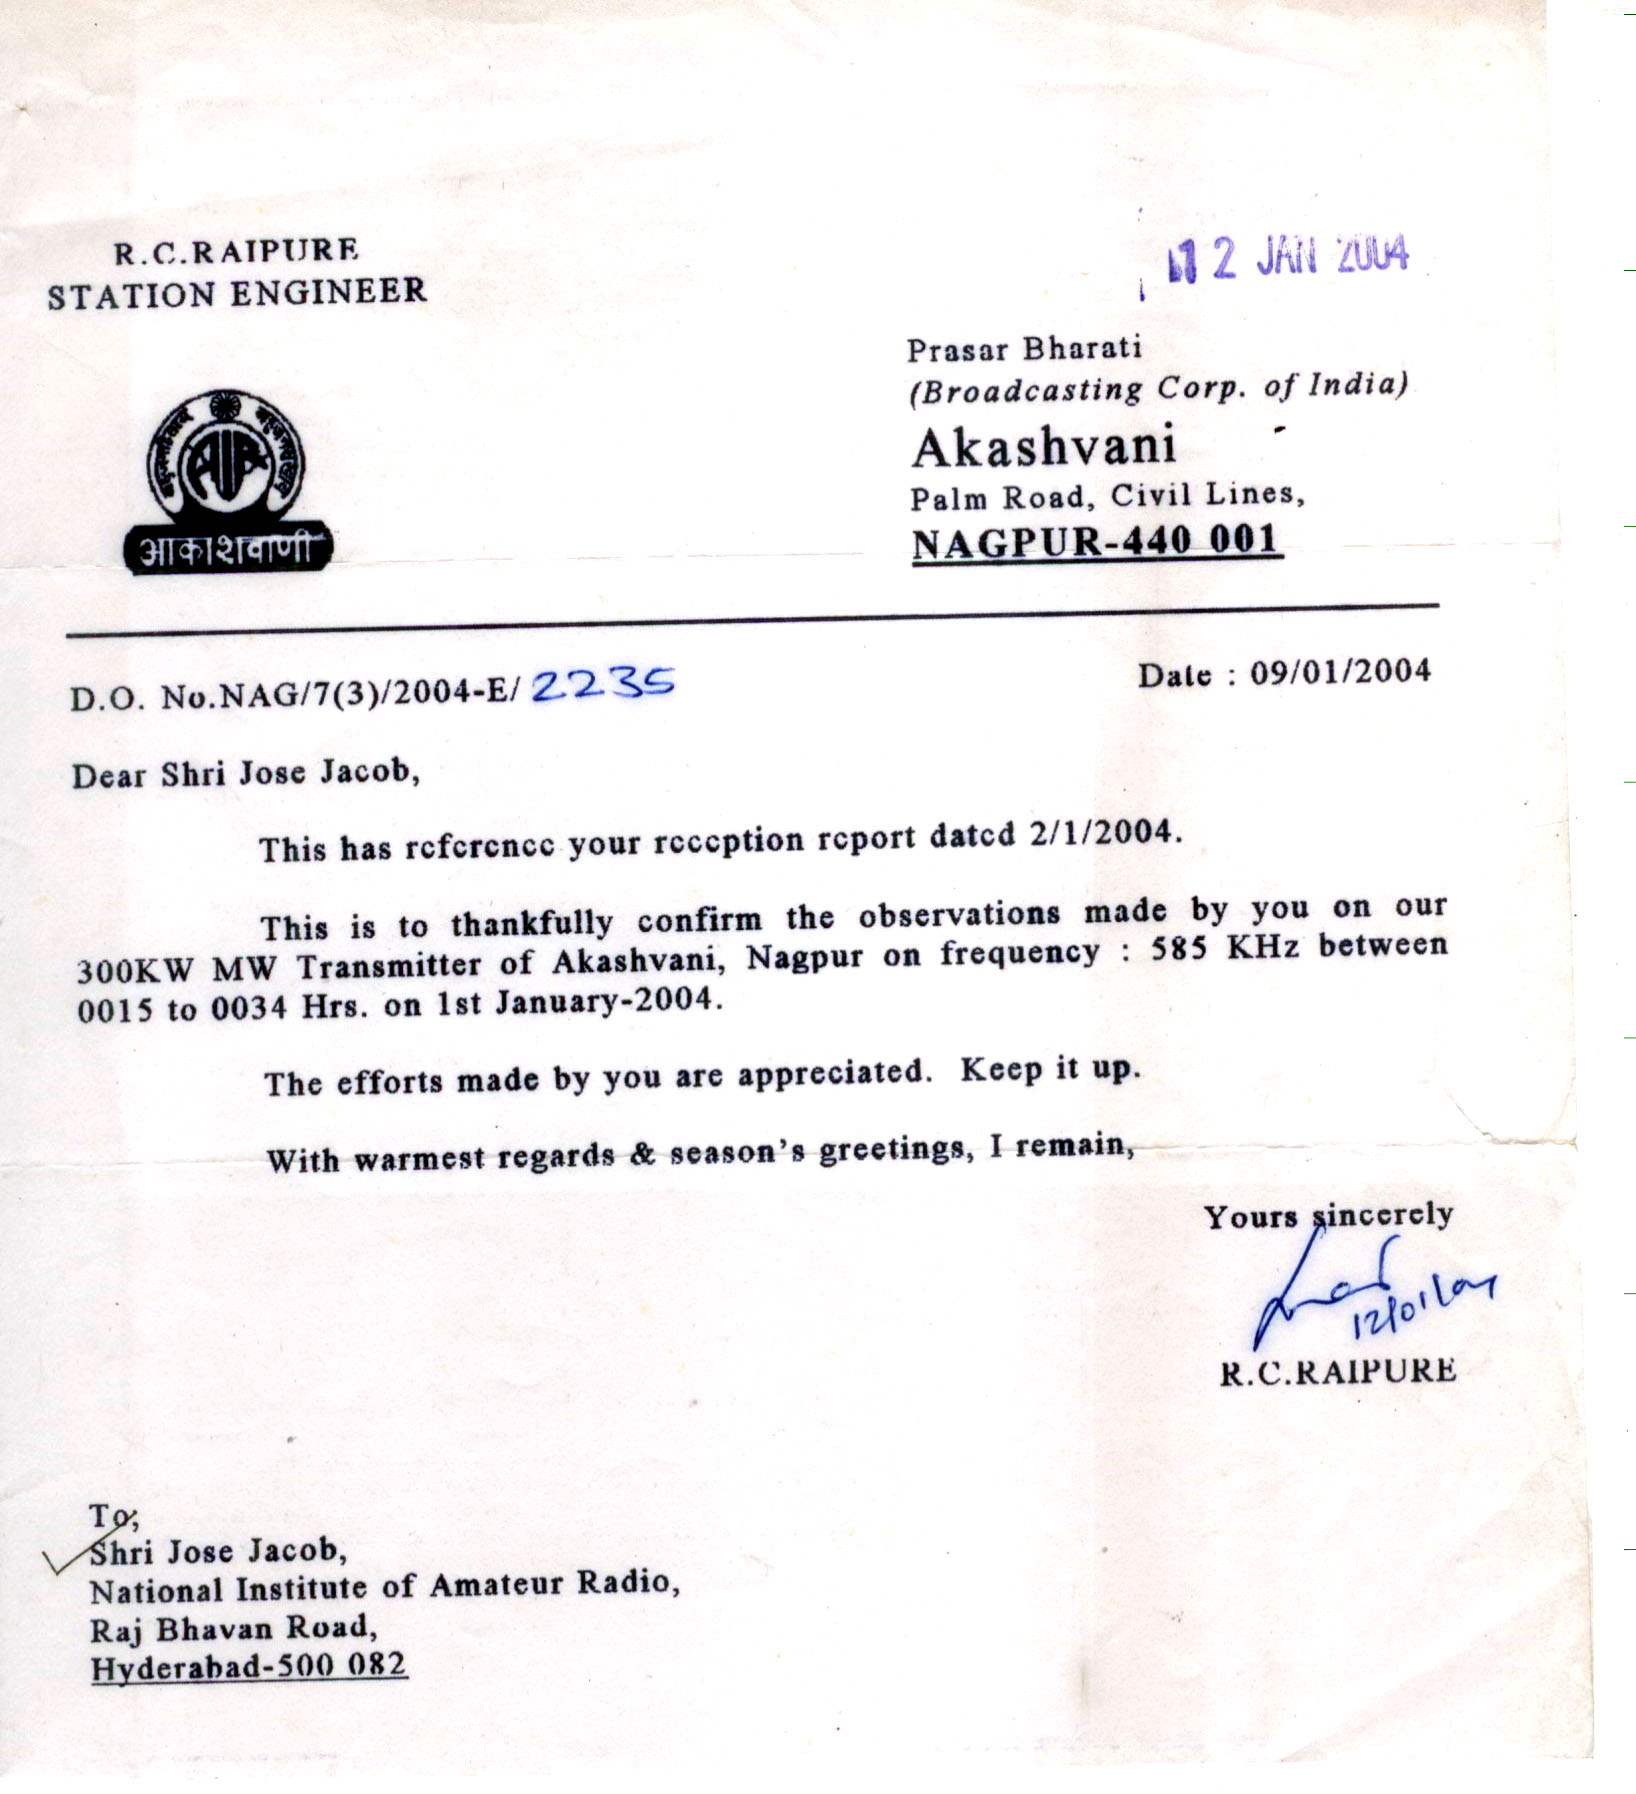 R.C.RAIPURE
STATION ENGINEER
12 JAN 2004
Prasar Bharati
(Broadcasting Corp. of India)
Akashvani
Palm Road, Civil Lines,
NAGPUR-440 001
आकाशवाणी
D.O. No.NAG/7(3)/2004-E/ 2235
Date : 09/01/2004
Dear Shri Jose Jacob,
This has reference your reception report dated 2/1/2004.
This is to thankfully confirm the observations made by you on our
300KW MW Transmitter of Akashvani, Nagpur on frequency : 585 KHz between
0015 to 0034 Hrs. on 1st January-2004.
The efforts made by you are appreciated. Keep it up.
With warmest regards & season's greetings, I remain,
Yours sincerely
12/01/04
R.C.RAIPURE
To,
Shri Jose Jacob,
National Institute of Amateur Radio,
Raj Bhavan Road,
Hyderabad-500 082